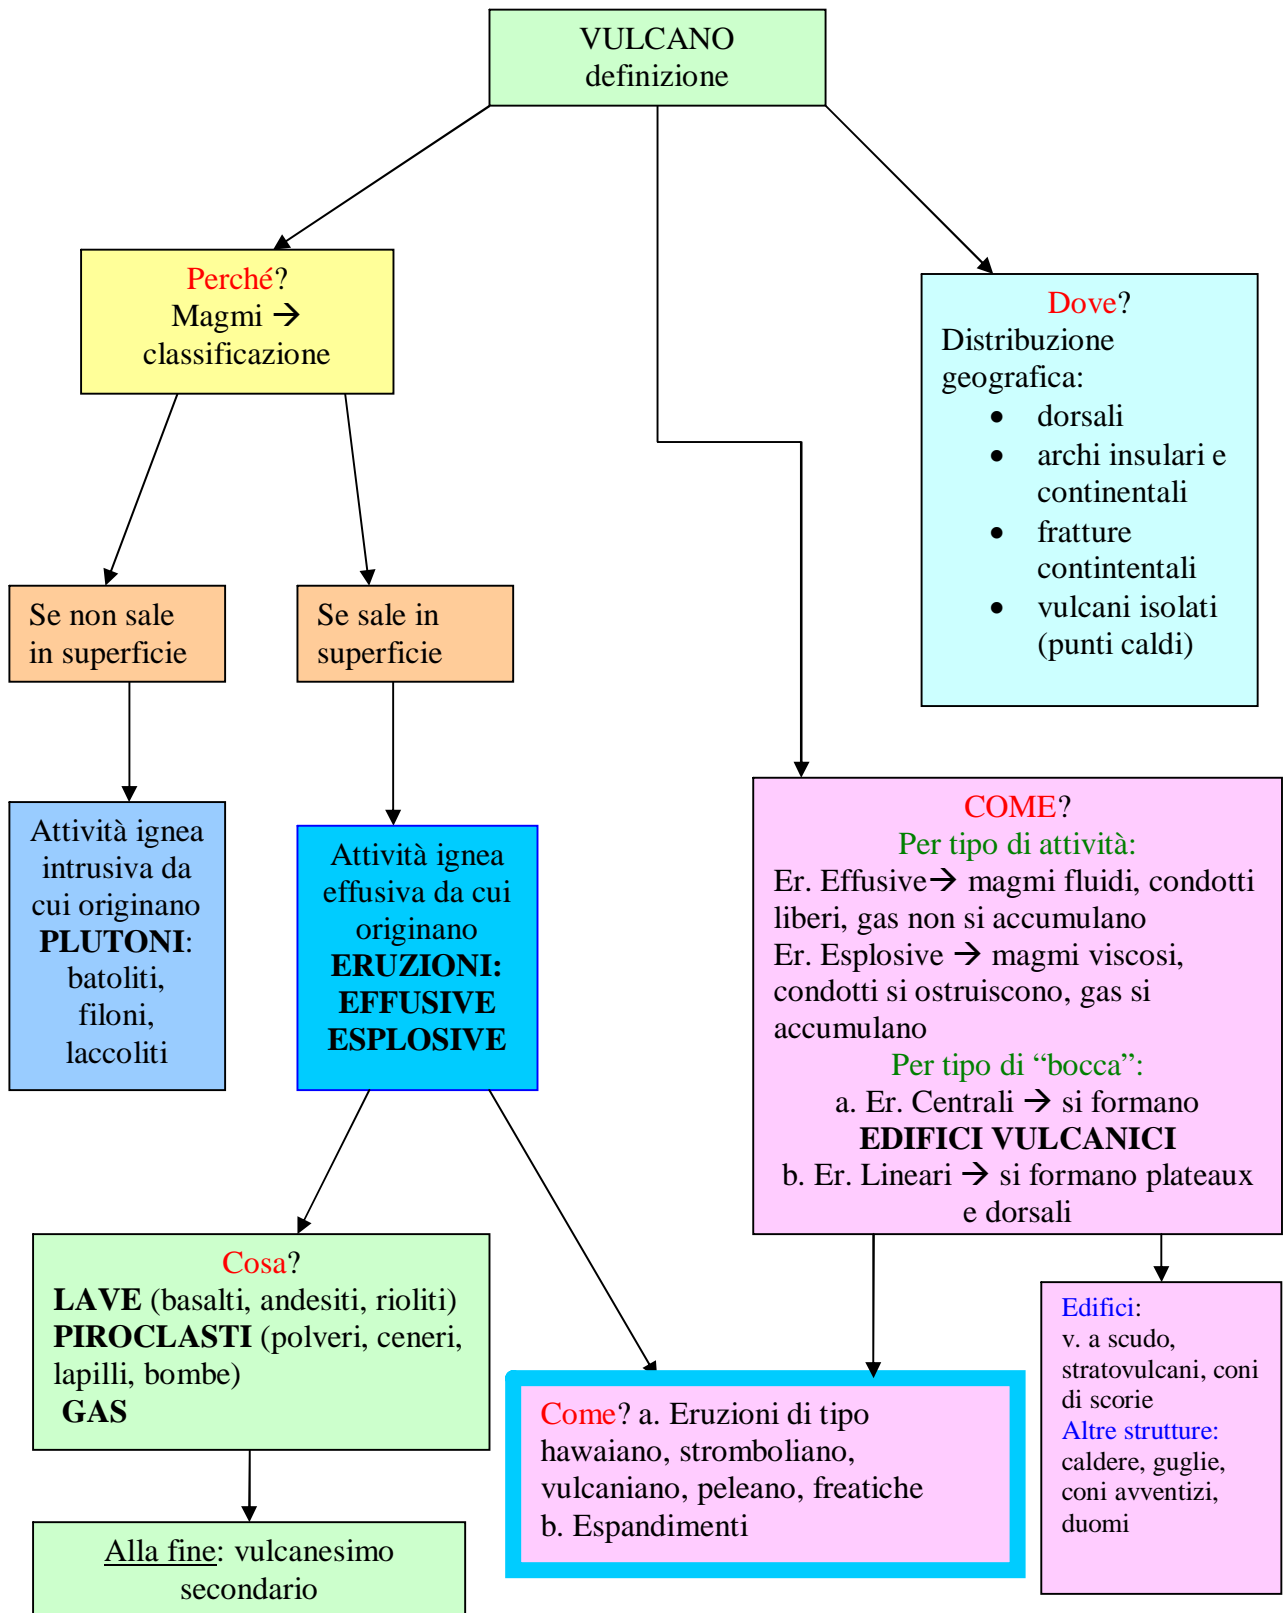 VULCANO
definizione
Perché?
Magmi →
classificazione
Dove?
Distribuzione
geografica:
• dorsali
• archi insulari e
continentali
• fratture
contintentali
• vulcani isolati
(punti caldi)
Se non sale
in superficie
Se sale in
superficie
Attività ignea
intrusiva da
cui originano
PLUTONI:
batoliti,
filoni,
laccoliti
Attività ignea
effusiva da cui
originano
ERUZIONI:
EFFUSIVE
ESPLOSIVE
COME?
Per tipo di attività:
Er. Effusive→ magmi fluidi, condotti
liberi, gas non si accumulano
Er. Esplosive → magmi viscosi,
condotti si ostruiscono, gas si
accumulano
Per tipo di “bocca”:
a. Er. Centrali → si formano
EDIFICI VULCANICI
b. Er. Lineari → si formano plateaux
e dorsali
Cosa?
LAVE (basalti, andesiti, rioliti)
PIROCLASTI (polveri, ceneri,
lapilli, bombe)
GAS
Come? a. Eruzioni di tipo
hawaiano, stromboliano,
vulcaniano, peleano, freatiche
b. Espandimenti
Edifici:
v. a scudo,
stratovulcani, coni
di scorie
Altre strutture:
caldere, guglie,
coni avventizi,
duomi
Alla fine: vulcanesimo
secondario